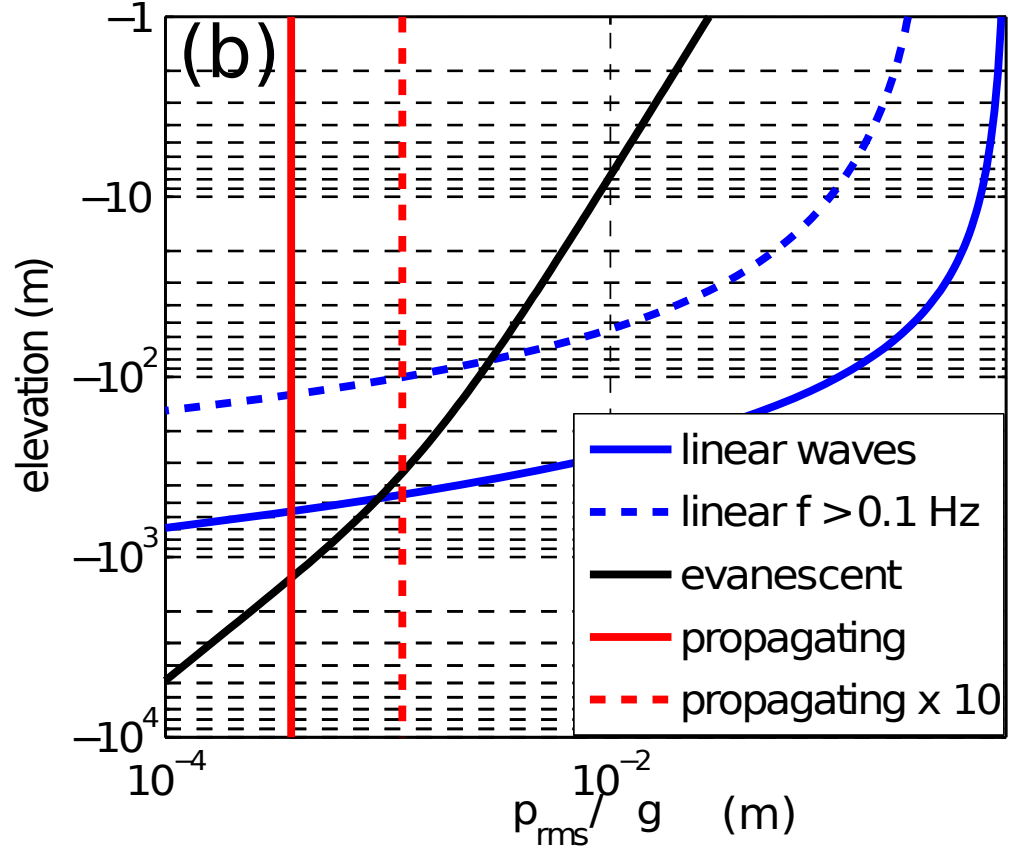 (b)
−1
−10
−10²
−10³
−10⁴
elevation (m)
linear waves
linear f >0.1 Hz
evanescent
propagating
propagating x 10
10⁻⁴
10⁻²
p_rms/ g (m)